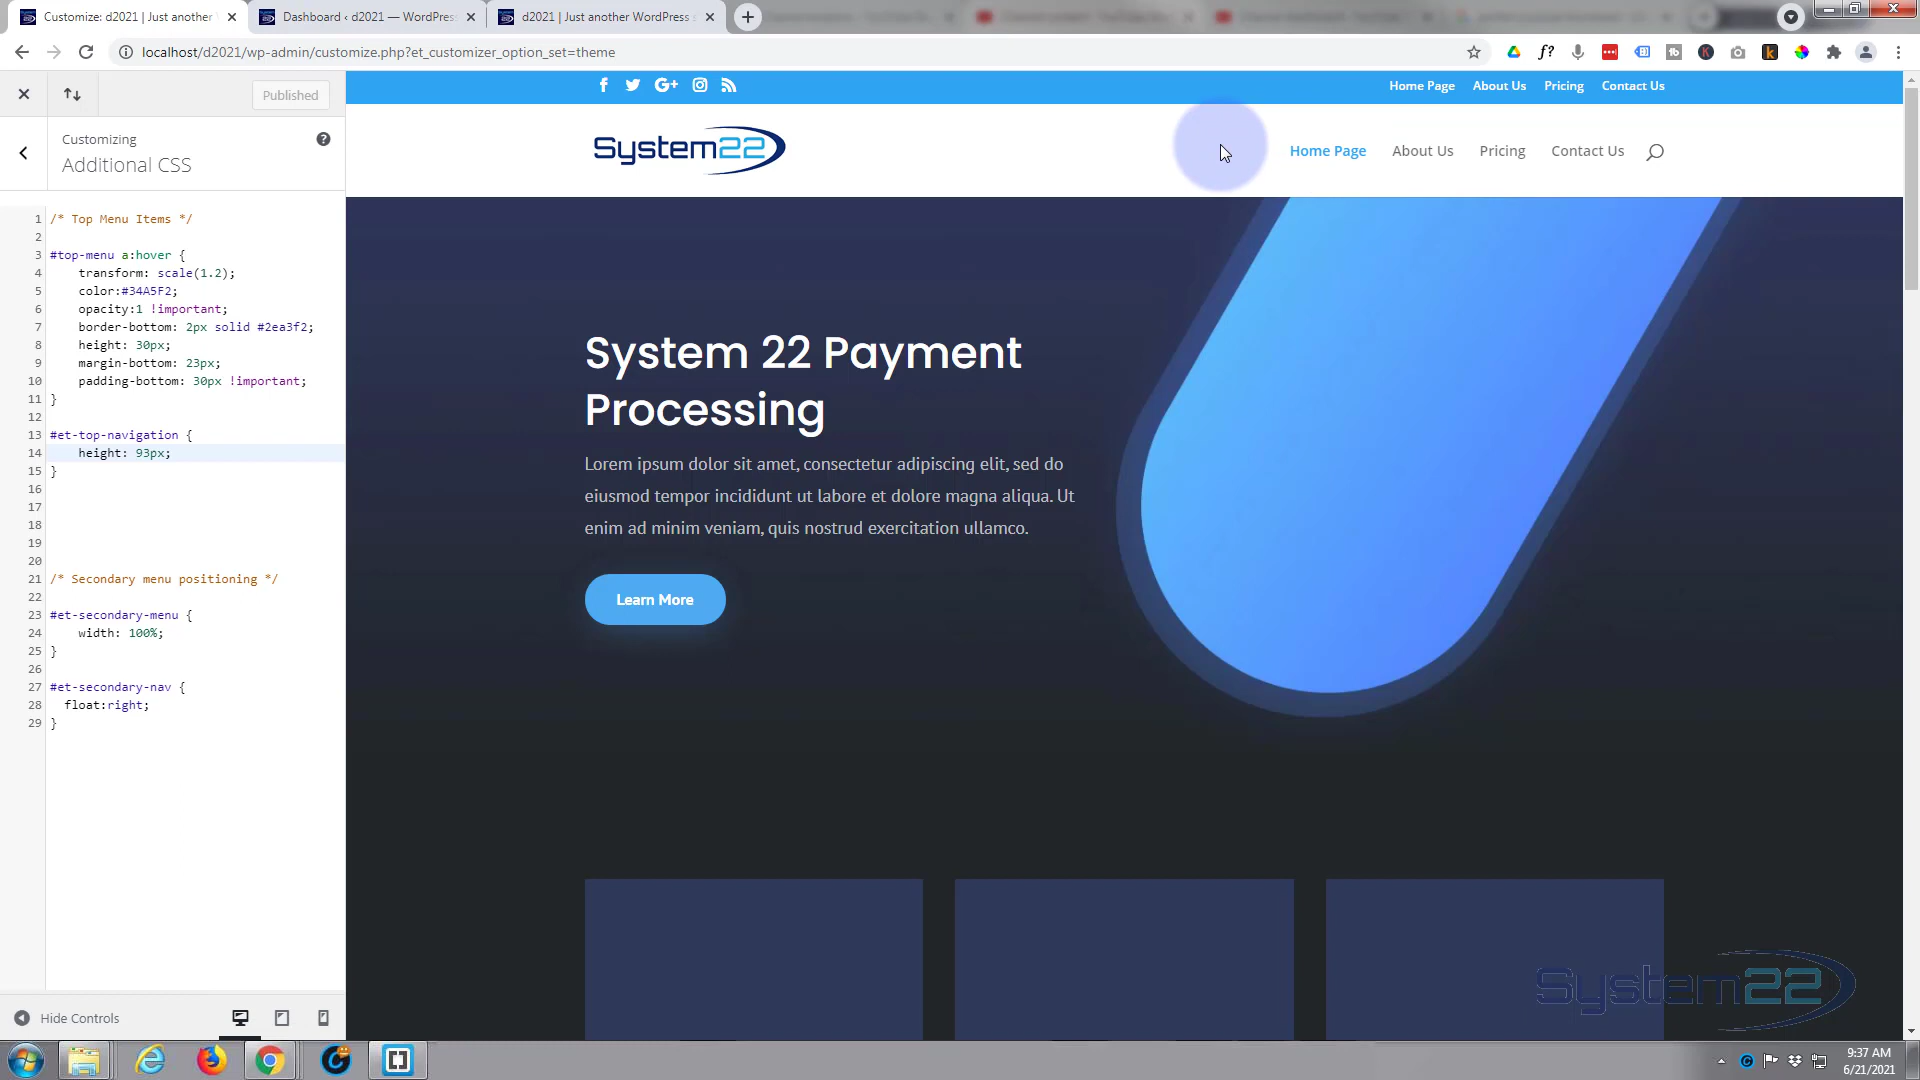 Customize: d2021 | Just another
Dashboard ‹ d2021 — WordPress
d2021 | Just another WordPress s
localhost/d2021/wp-admin/customize.php?et_customizer_option_set=theme
Published
Customizing
Additional CSS
1 /* Top Menu Items */
2
3 #top-menu a:hover {
4 transform: scale(1.2);
5 color:#34A5F2;
6 opacity:1 !important;
7 border-bottom: 2px solid #2ea3f2;
8 height: 30px;
9 margin-bottom: 23px;
10 padding-bottom: 30px !important;
11 }
12
13 #et-top-navigation {
14 height: 93px;
15 }
16
17
18
19
20
21 /* Secondary menu positioning */
22
23 #et-secondary-menu {
24 width: 100%;
25 }
26
27 #et-secondary-nav {
28 float:right;
29 }
Hide Controls
Home Page About Us Pricing Contact Us
System22
Home Page About Us Pricing Contact Us
System 22 Payment
Processing
Lorem ipsum dolor sit amet, consectetur adipiscing elit, sed do
eiusmod tempor incididunt ut labore et dolore magna aliqua. Ut
enim ad minim veniam, quis nostrud exercitation ullamco.
Learn More
System22
9:37 AM
6/21/2021